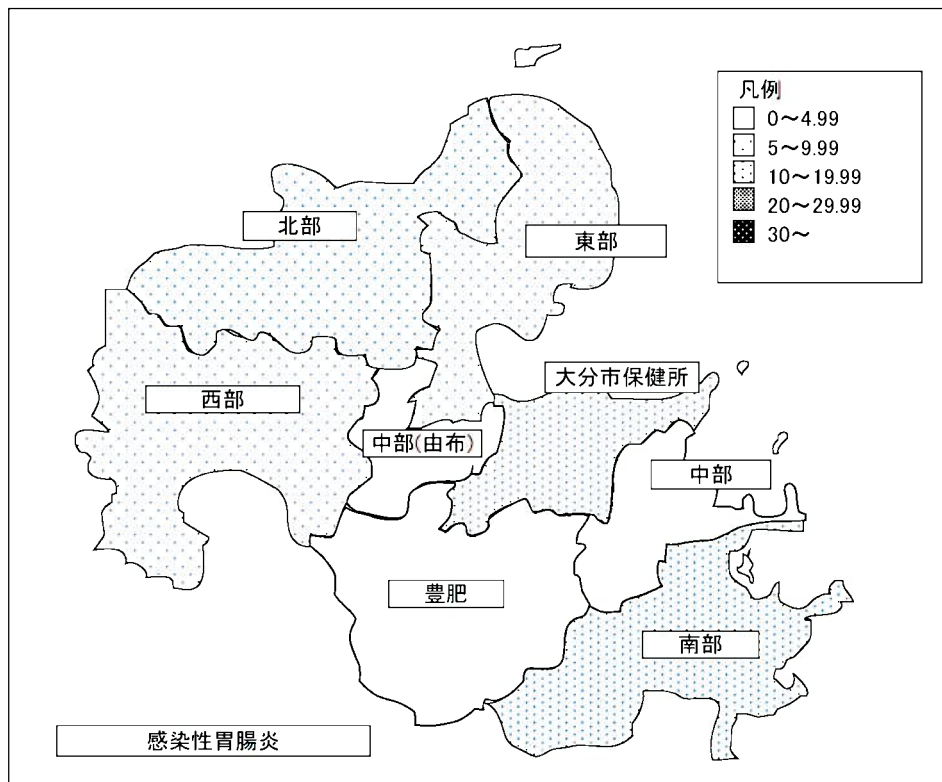 凡例
0～4.99
5～9.99
10～19.99
20～29.99
30～
北部
東部
大分市保健所
西部
中部(由布)
中部
豊肥
南部
感染性胃腸炎